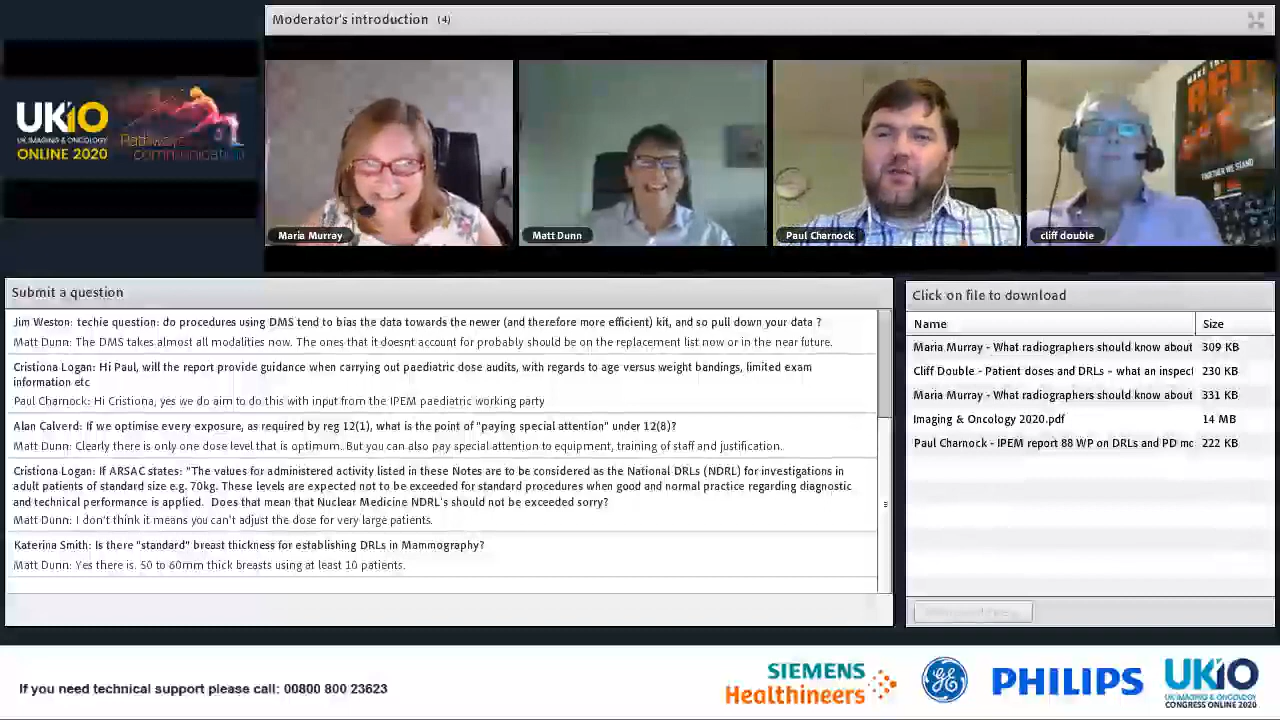 Moderator's introduction (4)
UKiO
UK IMAGING & ONCOLOGY
ONLINE 2020
Pathways
communication
MAKE THE
TOGETHER WE STAND
Maria Murray
Matt Dunn
Paul Charnock
cliff double
Submit a question
Jim Weston: techie question: do procedures using DMS tend to bias the data towards the newer (and therefore more efficient) kit, and so pull down your data ?
Matt Dunn: The DMS takes almost all modalities now. The ones that it doesnt account for probably should be on the replacement list now or in the near future.
Cristiona Logan: Hi Paul, will the report provide guidance when carrying out paediatric dose audits, with regards to age versus weight bandings, limited exam
information etc
Paul Charnock: Hi Cristiona, yes we do aim to do this with input from the IPEM paediatric working party
Alan Calverd: If we optimise every exposure, as required by reg 12(1), what is the point of "paying special attention" under 12(8)?
Matt Dunn: Clearly there is only one dose level that is optimum. But you can also pay special attention to equipment, training of staff and justification.
Cristiona Logan: If ARSAC states: "The values for administered activity listed in these Notes are to be considered as the National DRLs (NDRL) for investigations in
adult patients of standard size e.g. 70kg. These levels are expected not to be exceeded for standard procedures when good and normal practice regarding diagnostic
and technical performance is applied. Does that mean that Nuclear Medicine NDRL's should not be exceeded sorry?
Matt Dunn: I don't think it means you can't adjust the dose for very large patients.
Katerina Smith: Is there "standard" breast thickness for establishing DRLs in Mammography?
Matt Dunn: Yes there is. 50 to 60mm thick breasts using at least 10 patients.
Click on file to download
Name Size
Maria Murray - What radiographers should know about 309 KB
Cliff Double - Patient doses and DRLs - what an inspec 230 KB
Maria Murray - What radiographers should know about 331 KB
Imaging & Oncology 2020.pdf 14 MB
Paul Charnock - IPEM report 88 WP on DRLs and PD mc 222 KB
If you need technical support please call: 00800 800 23623
SIEMENS
Healthineers
GE
PHILIPS
UKiO
UK IMAGING & ONCOLOGY
CONGRESS ONLINE 2020